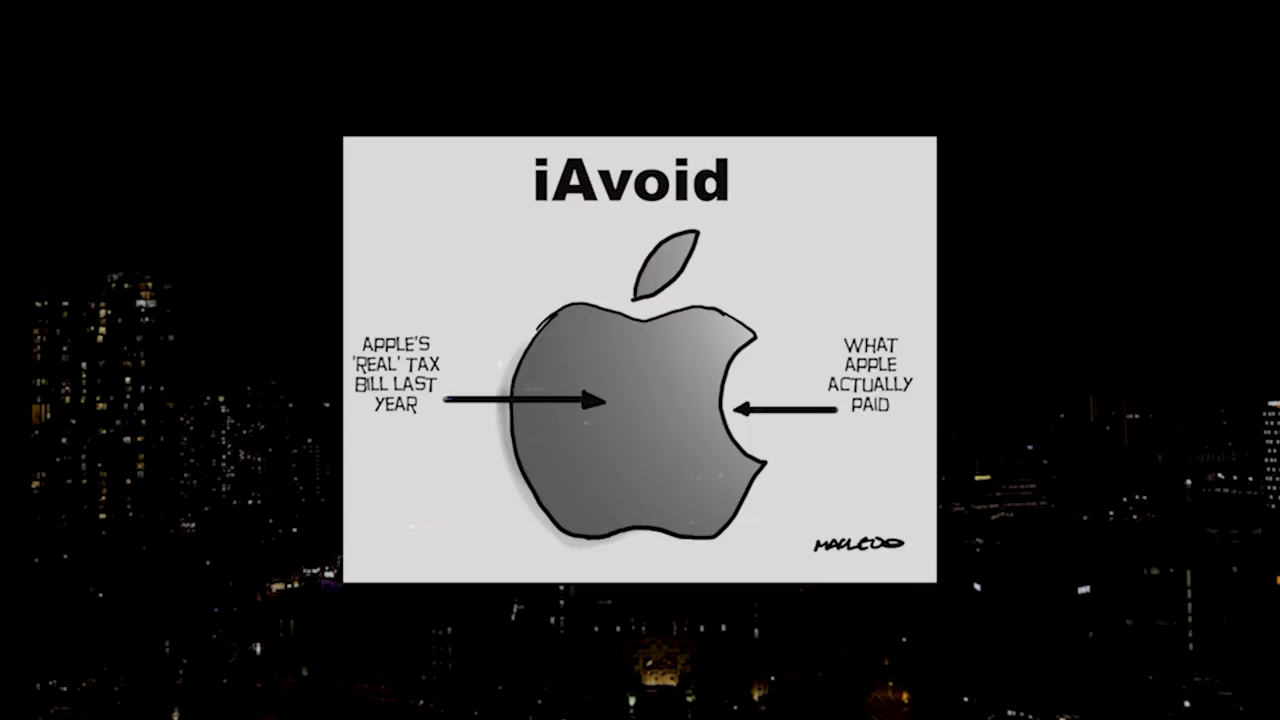 iAvoid
APPLE'S
'REAL' TAX
BILL LAST
YEAR
WHAT
APPLE
ACTUALLY
PAID
MACLEOD